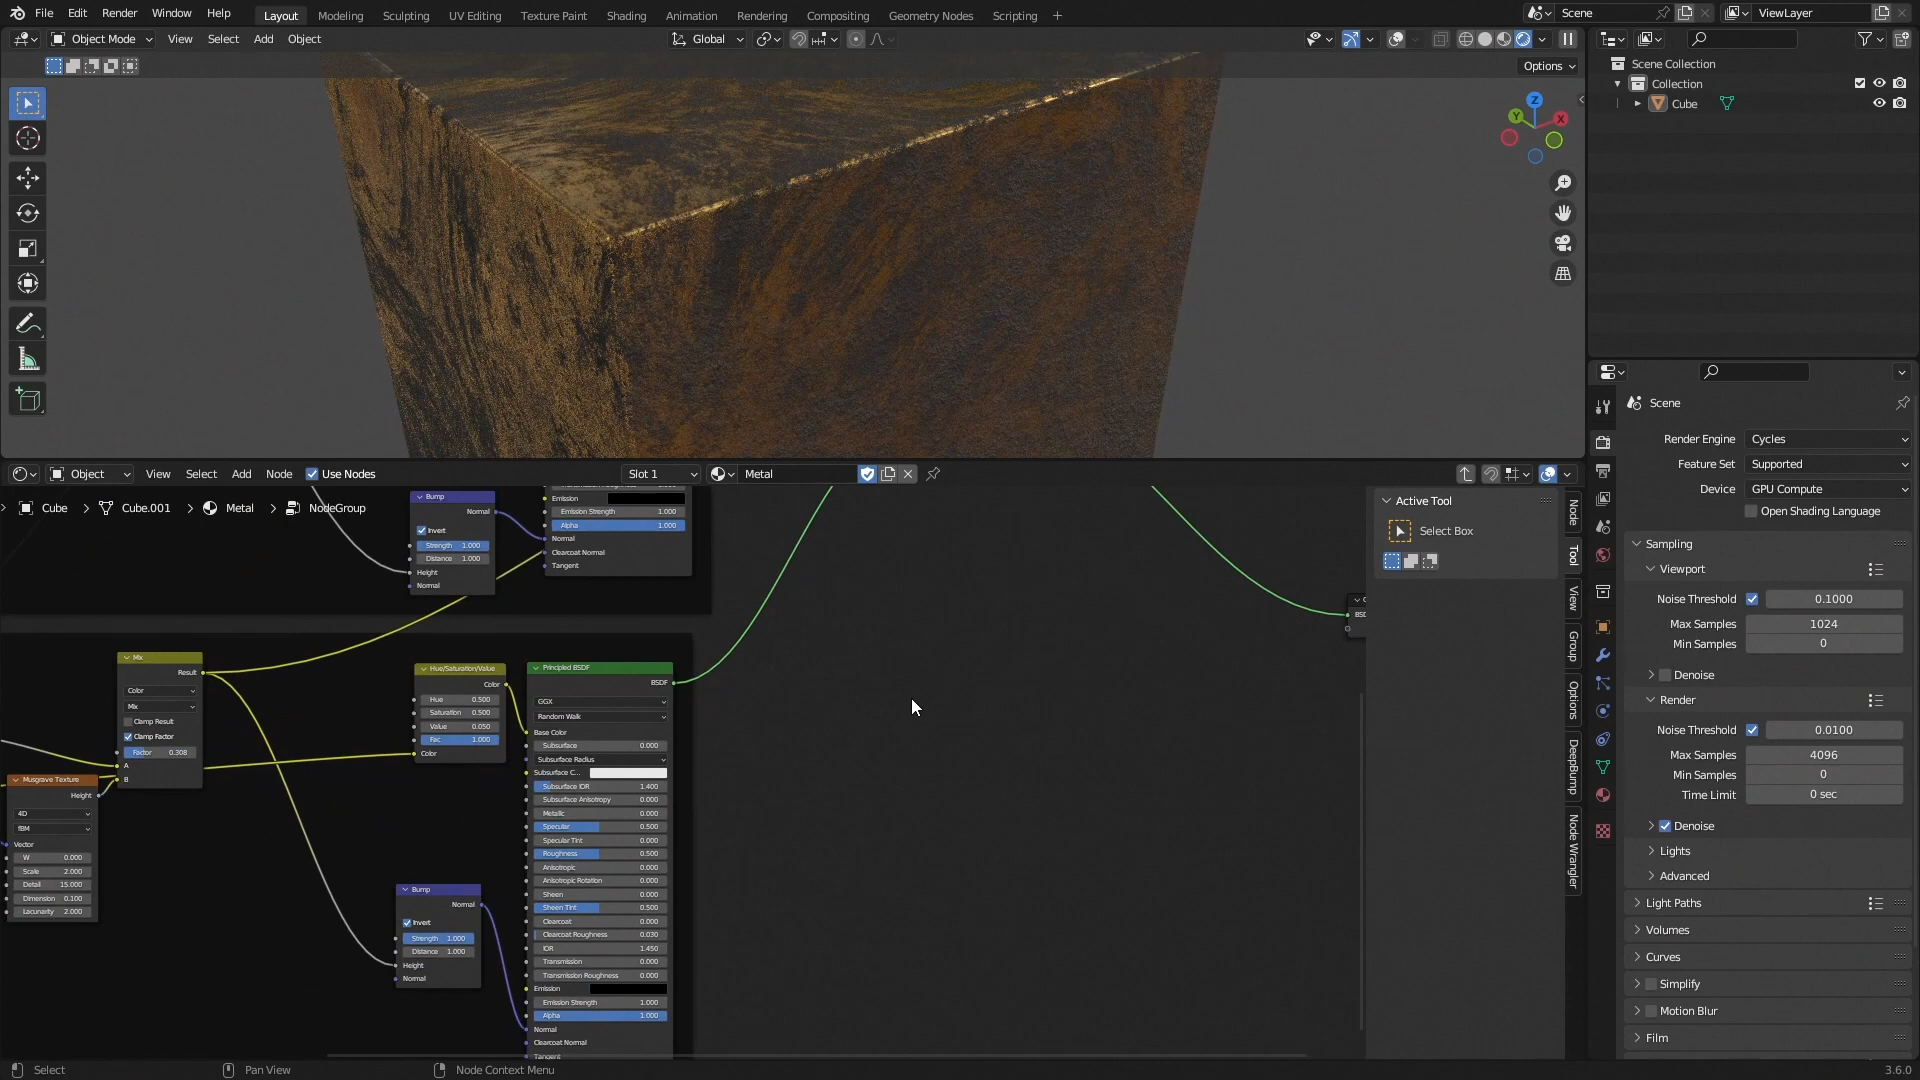 File Edit Render Window Help Layout Modeling Sculpting UV Editing Texture Paint Shading Animation Rendering Compositing Geometry Nodes Scripting + Scene ViewLayer
Object Mode View Select Add Object Global
Options
Z
Y X
Scene Collection
Collection
Cube
Object View Select Add Node Use Nodes Slot 1 Metal
Cube > Cube.001 > Metal > NodeGroup
Bump
Normal
Invert
Strength 1.000
Distance 1.000
Height
Normal
Emission
Emission Strength 1.000
Alpha 1.000
Normal
Clearcoat Normal
Tangent
Mix
Result
Color
Mix
Clamp Result
Clamp Factor
Factor 0.308
A
B
Musgrave Texture
Height
4D
fBM
Vector
W 0.000
Scale 2.000
Detail 15.000
Dimension 0.100
Lacunarity 2.000
Hue/Saturation/Value
Color
Hue 0.500
Saturation 0.500
Value 0.050
Fac 1.000
Color
Bump
Normal
Invert
Strength 1.000
Distance 1.000
Height
Normal
Principled BSDF
BSDF
GGX
Random Walk
Base Color
Subsurface 0.000
Subsurface Radius
Subsurface C...
Subsurface IOR 1.400
Subsurface Anisotropy 0.000
Metallic 0.000
Specular 0.500
Specular Tint 0.000
Roughness 0.500
Anisotropic 0.000
Anisotropic Rotation 0.000
Sheen 0.000
Sheen Tint 0.500
Clearcoat 0.000
Clearcoat Roughness 0.030
IOR 1.450
Transmission 0.000
Transmission Roughness 0.000
Emission
Emission Strength 1.000
Alpha 1.000
Normal
Clearcoat Normal
Tangent
Active Tool
Select Box
Node
Tool
View
Group
Options
DeepBump
Node Wrangler
Scene
Render Engine Cycles
Feature Set Supported
Device GPU Compute
Open Shading Language
Sampling
Viewport
Noise Threshold 0.1000
Max Samples 1024
Min Samples 0
Denoise
Render
Noise Threshold 0.0100
Max Samples 4096
Min Samples 0
Time Limit 0 sec
Denoise
Lights
Advanced
Light Paths
Volumes
Curves
Simplify
Motion Blur
Film
Select Pan View Node Context Menu 3.6.0